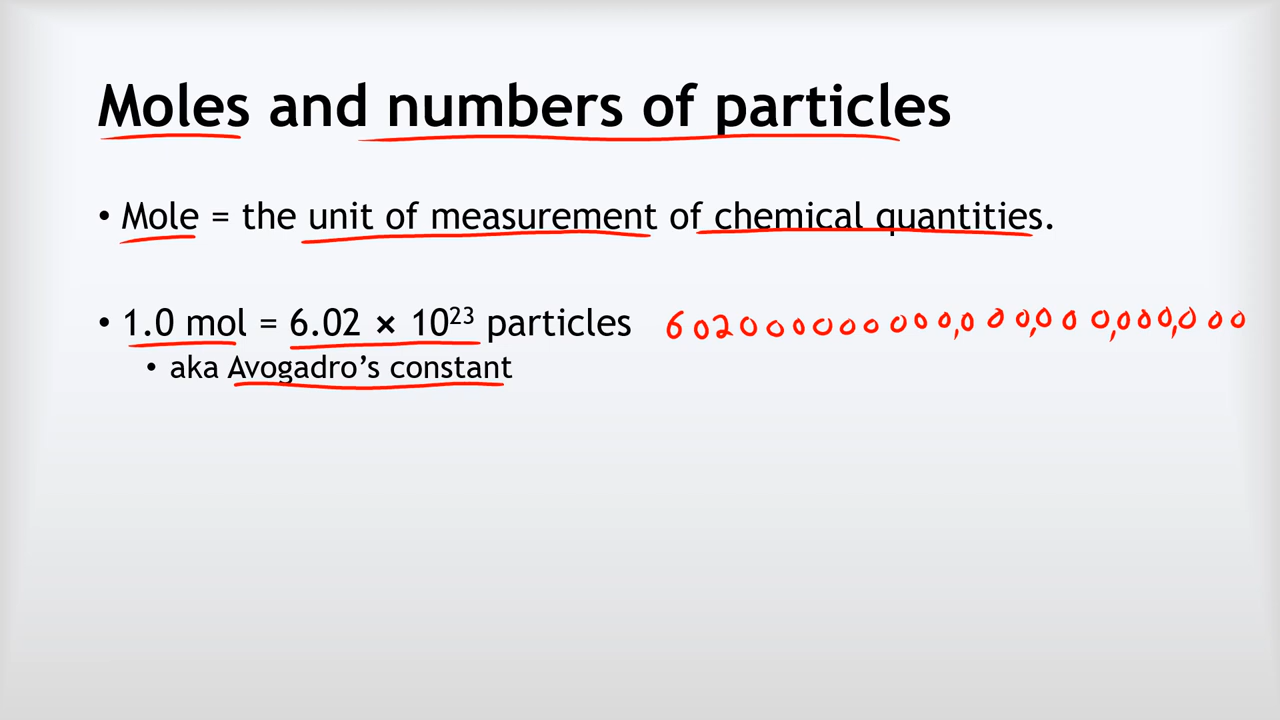 Moles and numbers of particles
• Mole = the unit of measurement of chemical quantities.
• 1.0 mol = 6.02 × 10²³ particles 602000000000,000,000,000,000
• aka Avogadro's constant